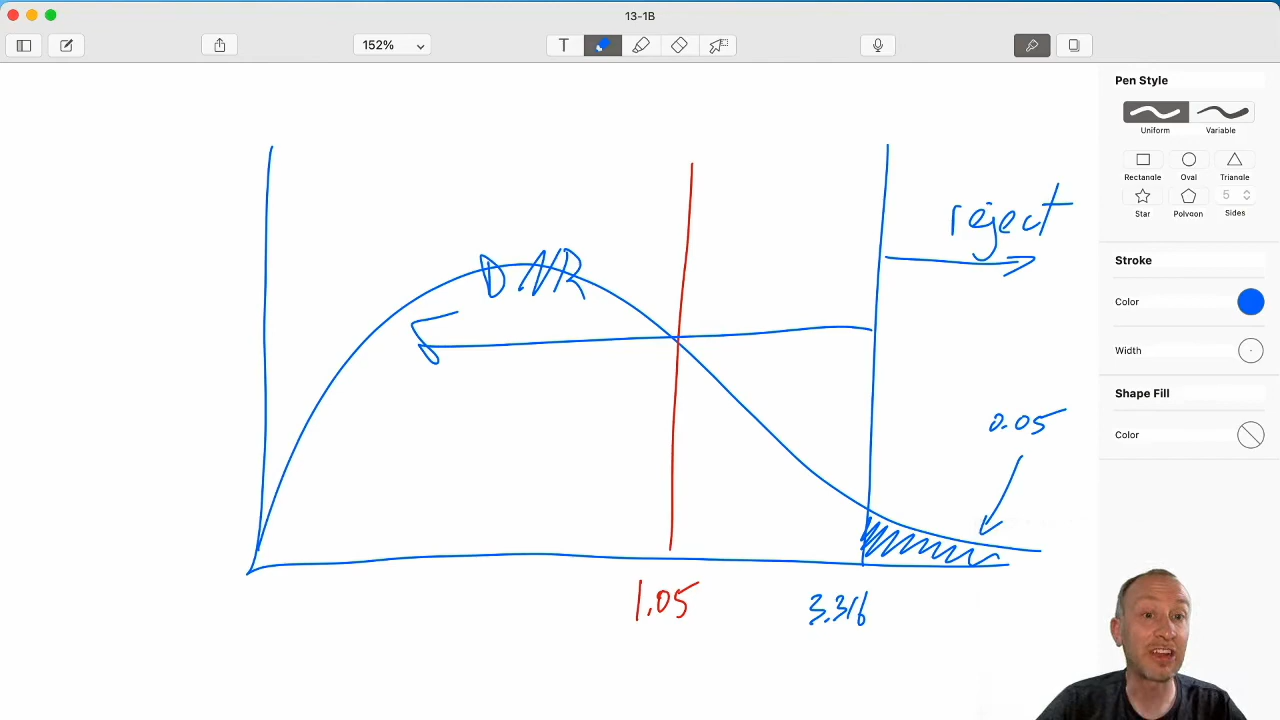 13-1B
152%
T
Pen Style
Uniform
Variable
Rectangle
Oval
Triangle
Star
Polygon
5
Sides
Stroke
Color
Width
Shape Fill
Color
reject
DNR
0.05
1.05
3.316